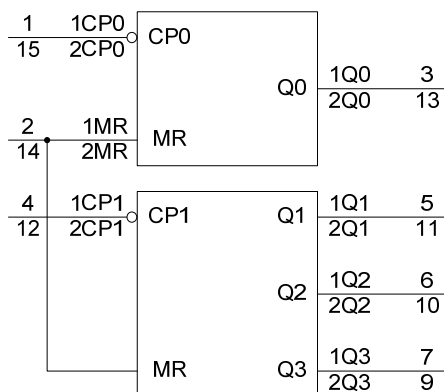 1 1CP0 CP0
15 2CP0
Q0 1Q0 3
2Q0 13
2 1MR MR
14 2MR
4 1CP1 CP1 Q1 1Q1 5
12 2CP1 2Q1 11
Q2 1Q2 6
2Q2 10
MR Q3 1Q3 7
2Q3 9